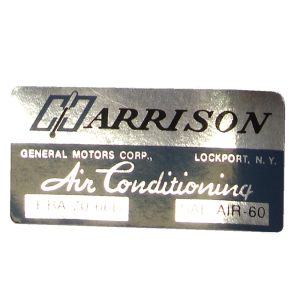 HARRISON
GENERAL MOTORS CORP., LOCKPORT, N. Y.
Air Conditioning
AIR-60